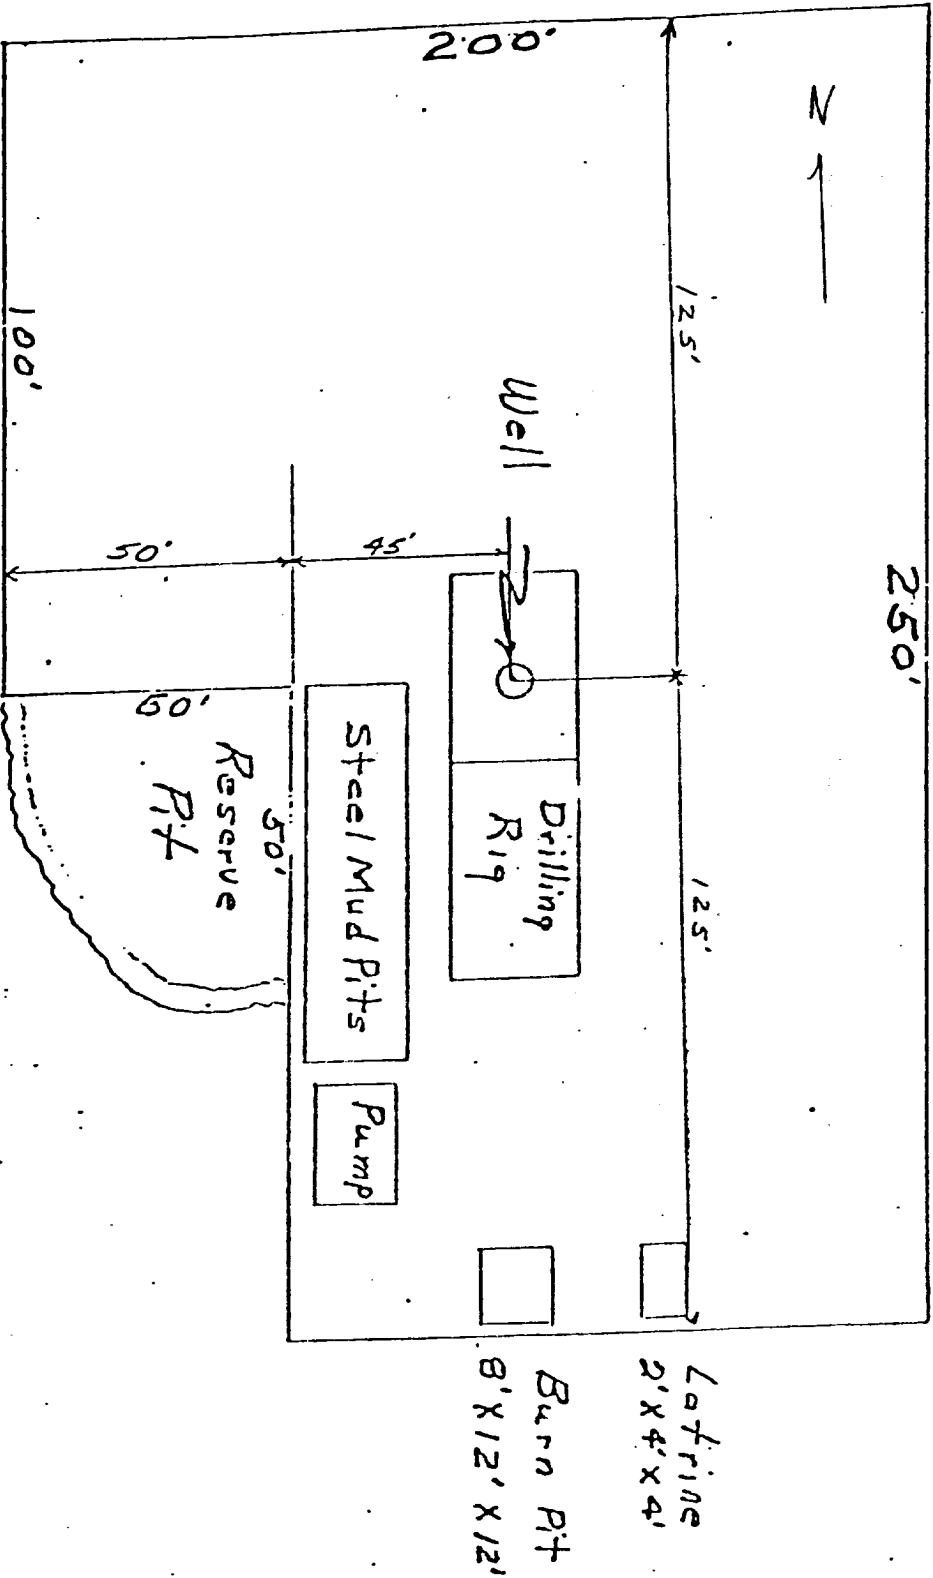 250'
N
Latrine
2'X4'X4'
125'
125'
Burn Pit
8'X12'X12'
Drilling
Rig
Well
200'
Pump
Steel Mud Pits
45'
50'
Reserve
Pit
50'
60'
100'